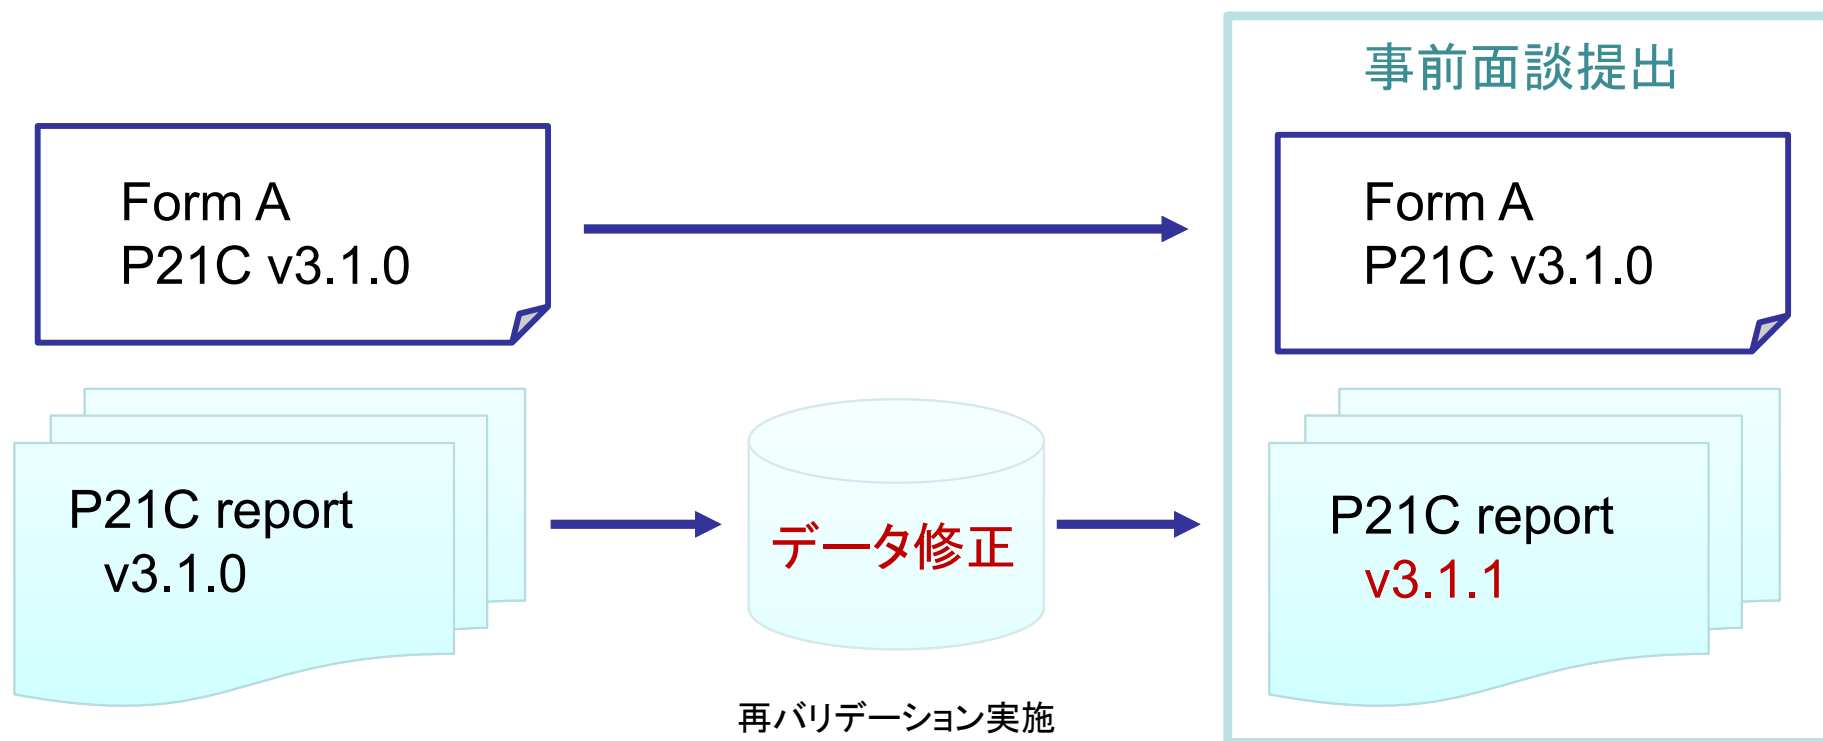 事前面談提出
Form A
P21C v3.1.0
Form A
P21C v3.1.0
P21C report
v3.1.0
データ修正
P21C report
v3.1.1
再バリデーション実施